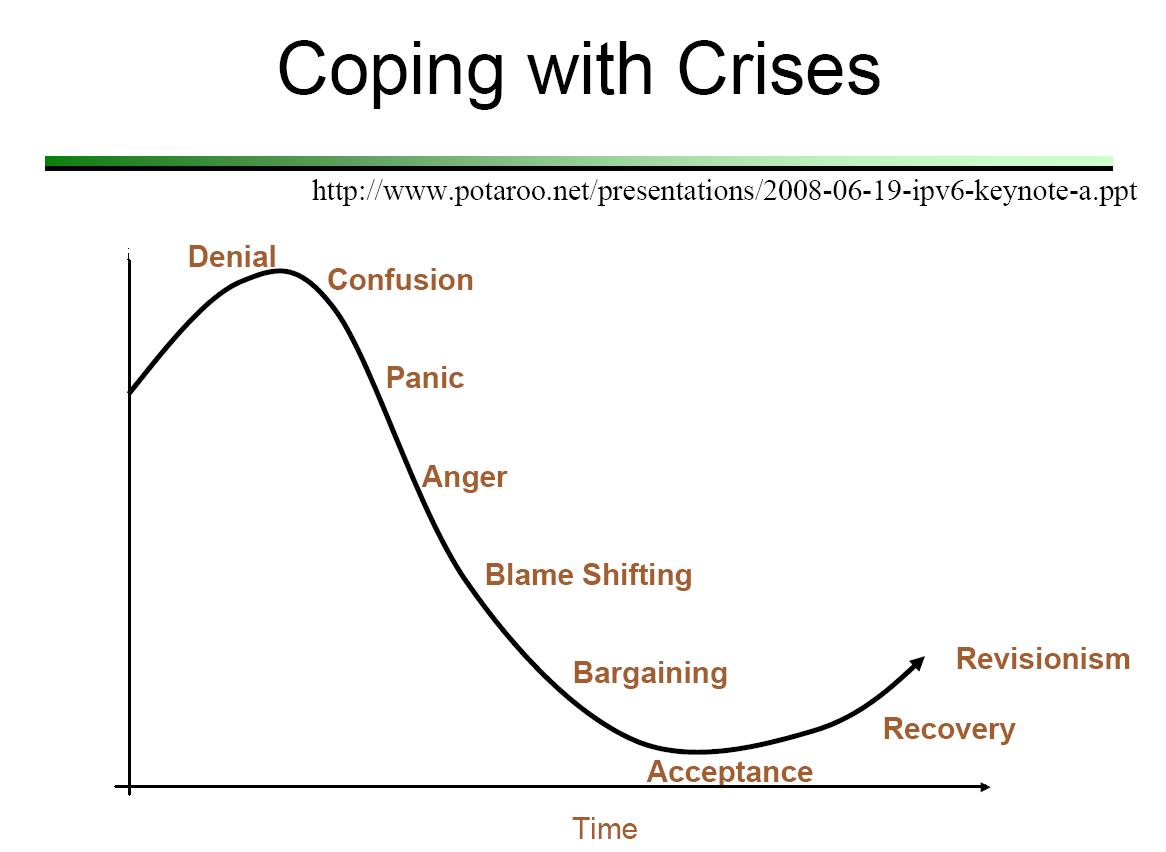 Coping with Crises
http://www.potaroo.net/presentations/2008-06-19-ipv6-keynote-a.ppt
Denial
Confusion
Panic
Anger
Blame Shifting
Bargaining
Acceptance
Recovery
Revisionism
Time